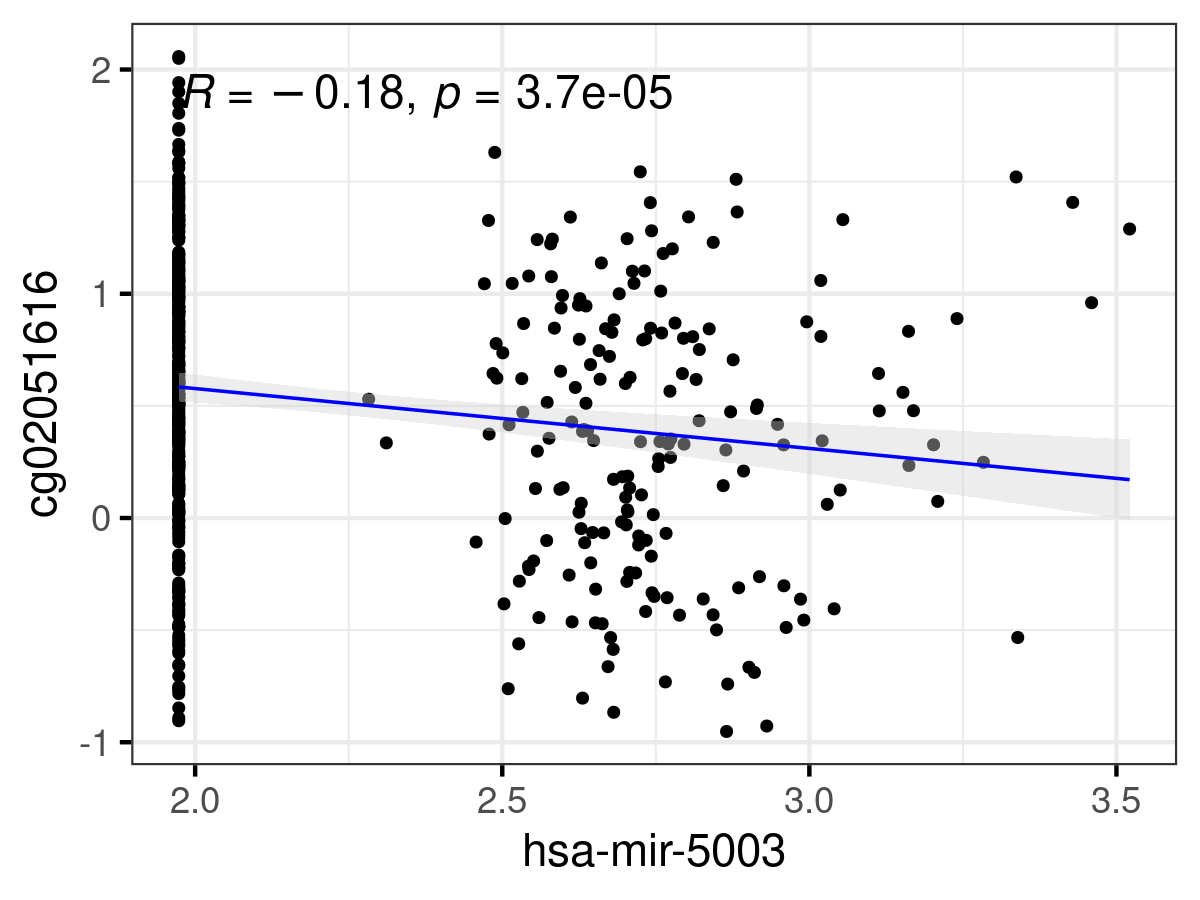 R = −0.18, p = 3.7e-05
2
1
0
-1
cg02051616
2.0 2.5 3.0 3.5
hsa-mir-5003